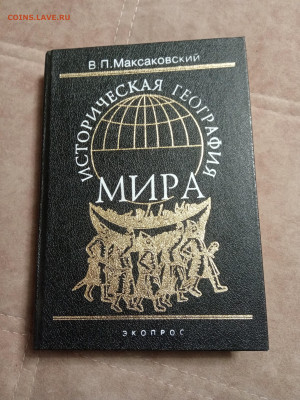 COINS.LAVE.RU
В.П.Максаковский
ИСТОРИЧЕСКАЯ ГЕОГРАФИЯ
МИРА
ЭКОПРОС